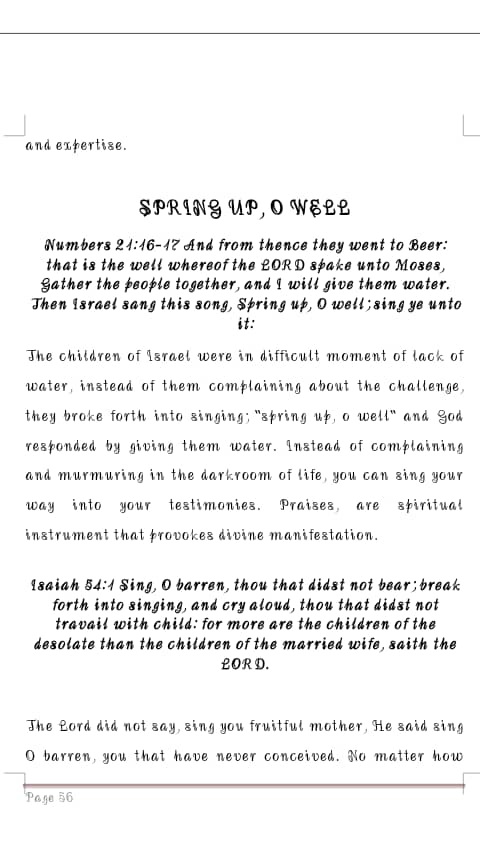 and expertise.
SPRING UP, O WELL
Numbers 21:16-17 And from thence they went to Beer:
that is the well whereof the LORD spake unto Moses,
Gather the people together, and I will give them water.
Then Israel sang this song, Spring up, O well; sing ye unto
it:
The children of Israel were in difficult moment of lack of
water, instead of them complaining about the challenge,
they broke forth into singing; "spring up, o well" and God
responded by giving them water. Instead of complaining
and murmuring in the darkroom of life, you can sing your
way into your testimonies. Praises, are spiritual
instrument that provokes divine manifestation.
Isaiah 54:1 Sing, O barren, thou that didst not bear; break
forth into singing, and cry aloud, thou that didst not
travail with child: for more are the children of the
desolate than the children of the married wife, saith the
LORD.
The Lord did not say, sing you fruitful mother, He said sing
O barren, you that have never conceived. No matter how
Page 56